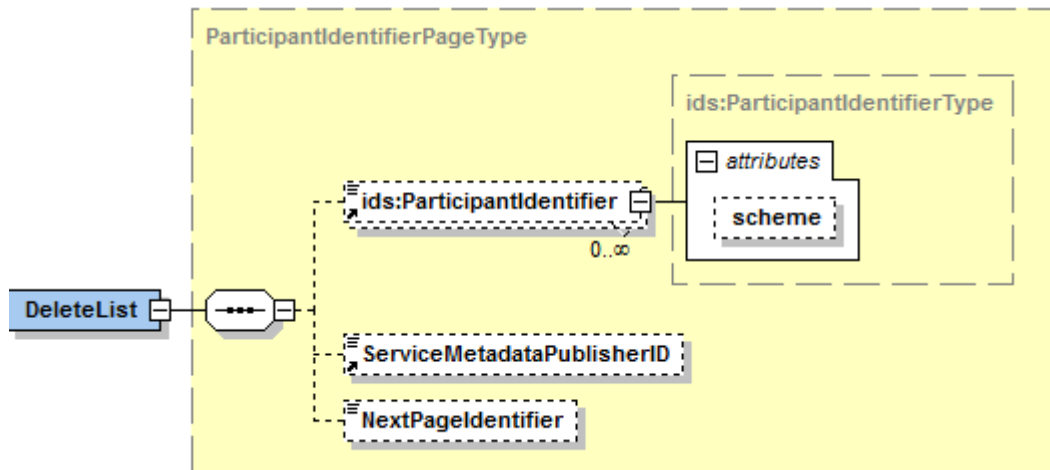 ParticipantIdentifierPageType
ids:ParticipantIdentifierType
attributes
ids:ParticipantIdentifier
scheme
0..∞
DeleteList
ServiceMetadataPublisherID
NextPageIdentifier